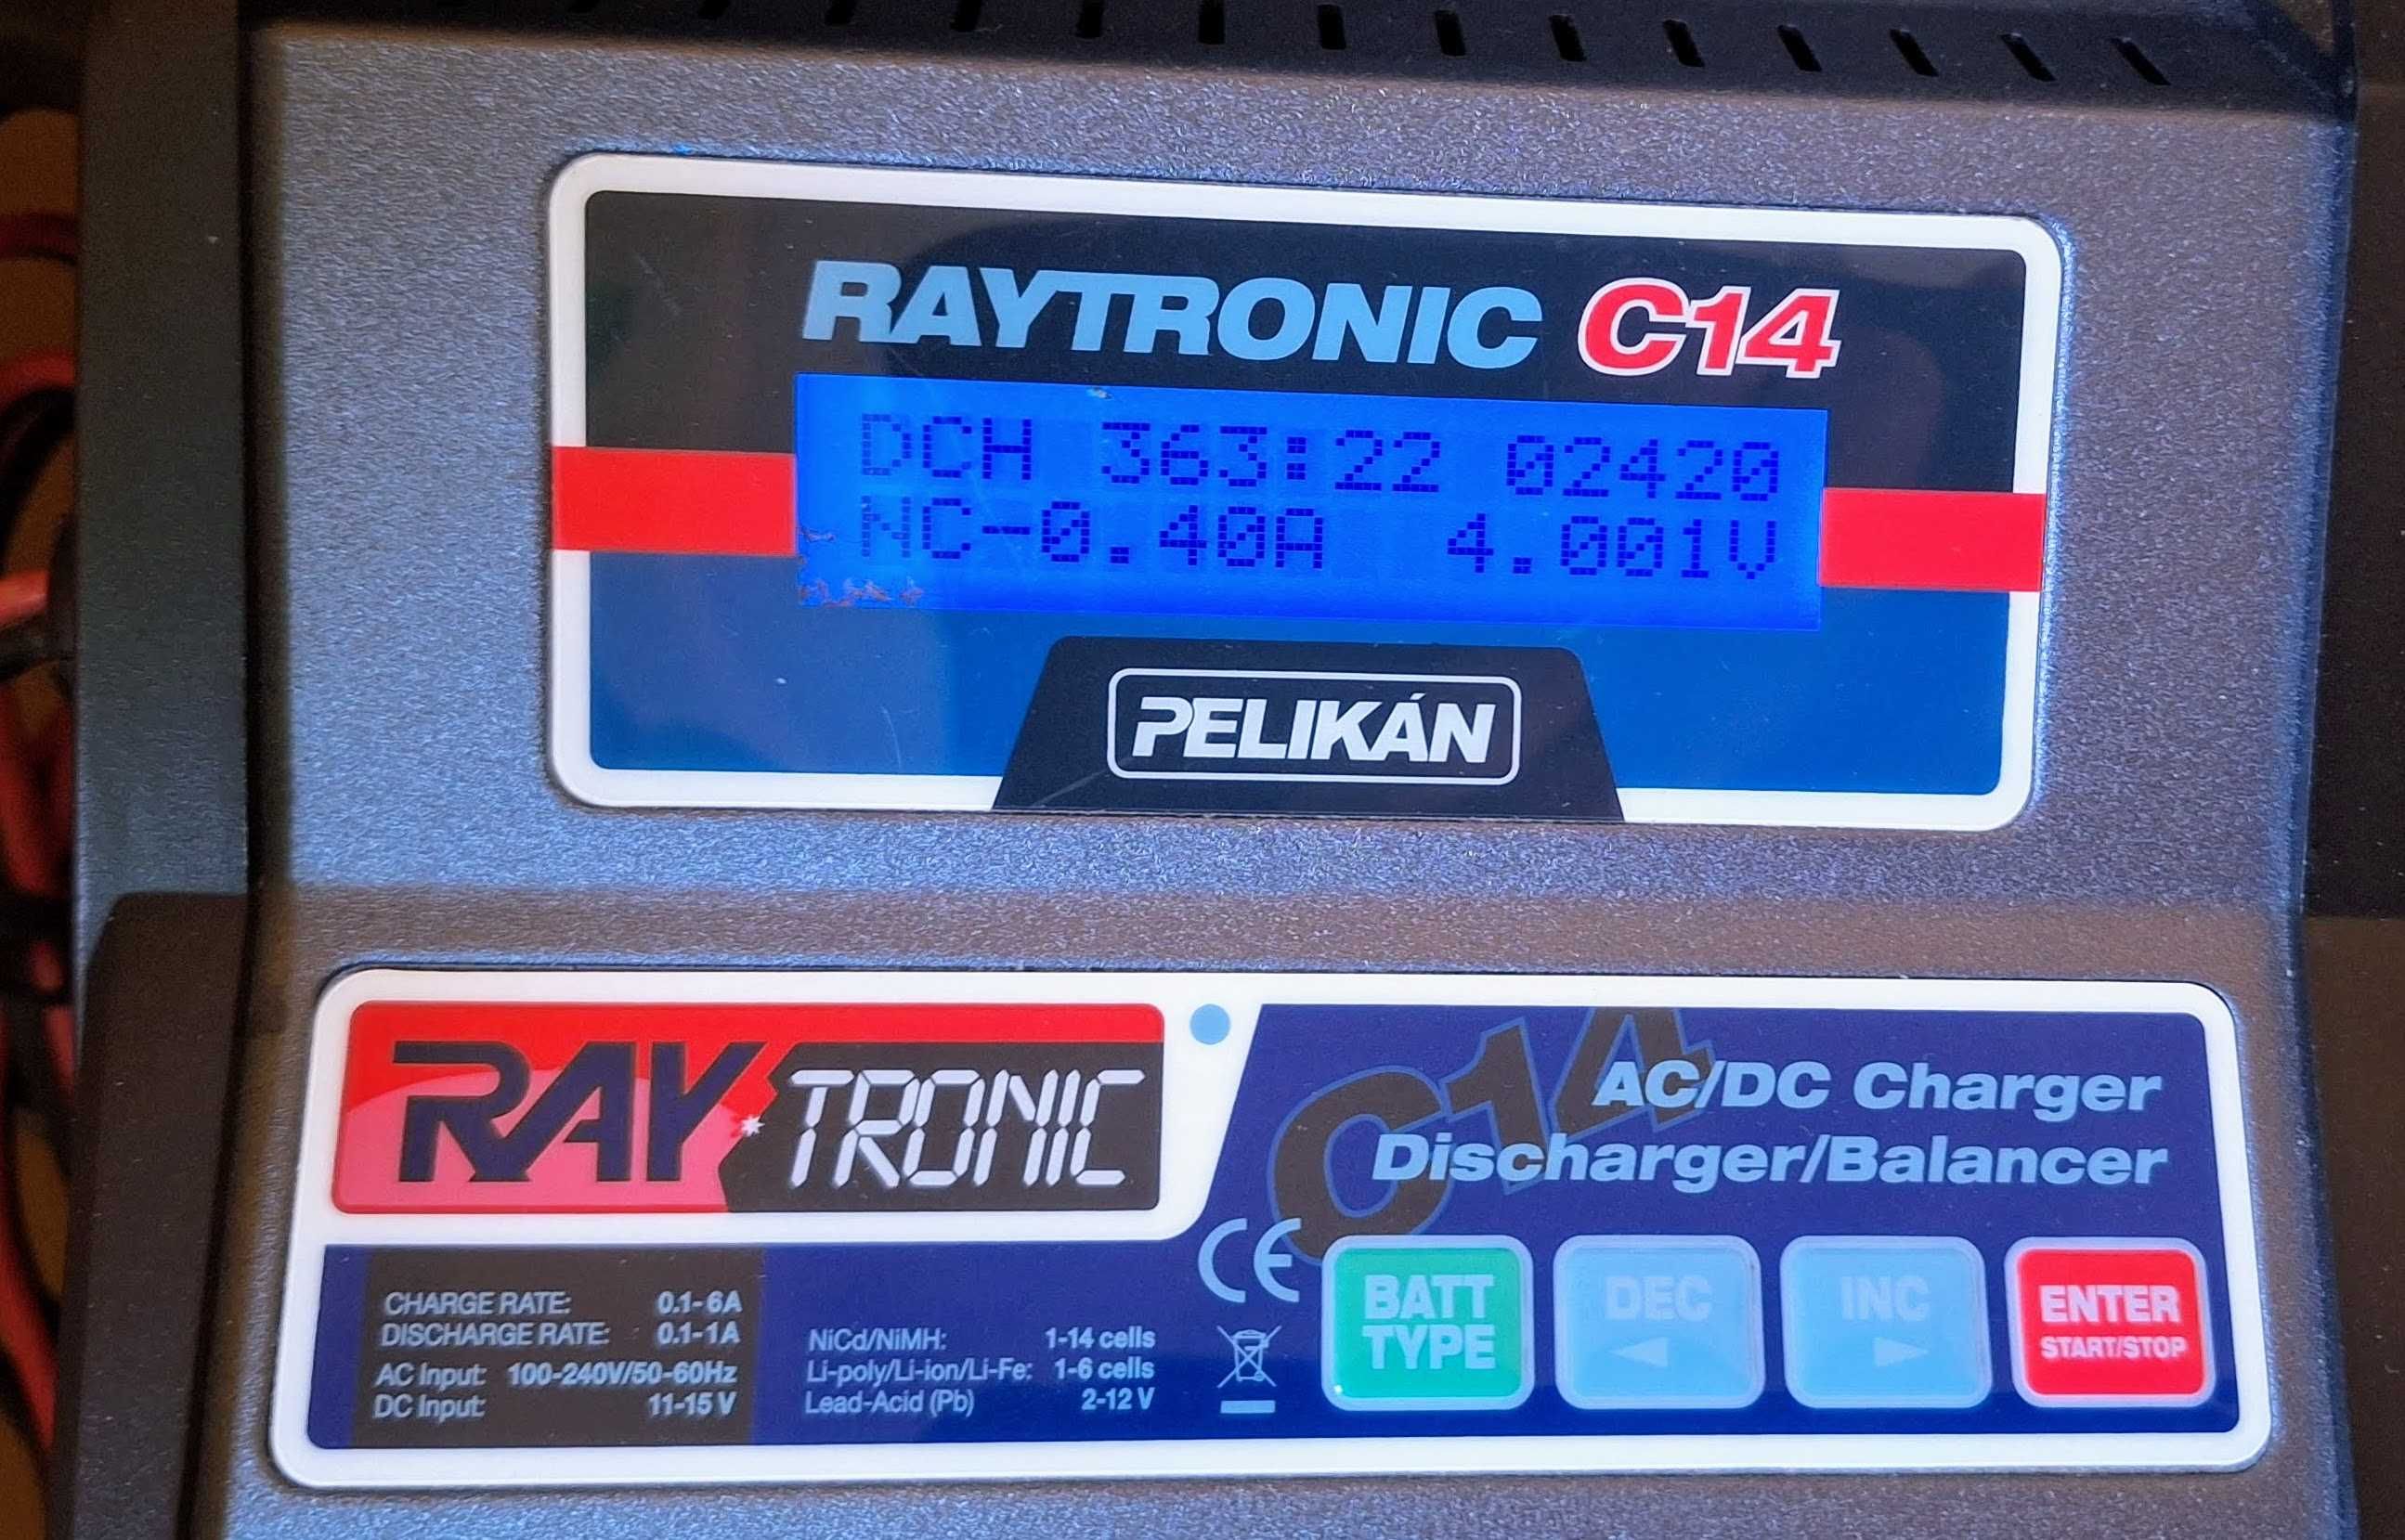 RAYTRONIC C14
DCH 363:22 02420
NC-0.40A 4.001V
PELIKÁN
RAY TRONIC
C14
AC/DC Charger
Discharger/Balancer
CE
CHARGE RATE: 0.1-6A
DISCHARGE RATE: 0.1-1A
AC Input: 100-240V/50-60Hz
DC Input: 11-15 V
NiCd/NiMH: 1-14 cells
Li-poly/Li-ion/Li-Fe: 1-6 cells
Lead-Acid (Pb) 2-12 V
BATT
TYPE
DEC
◀
INC
▶
ENTER
START/STOP